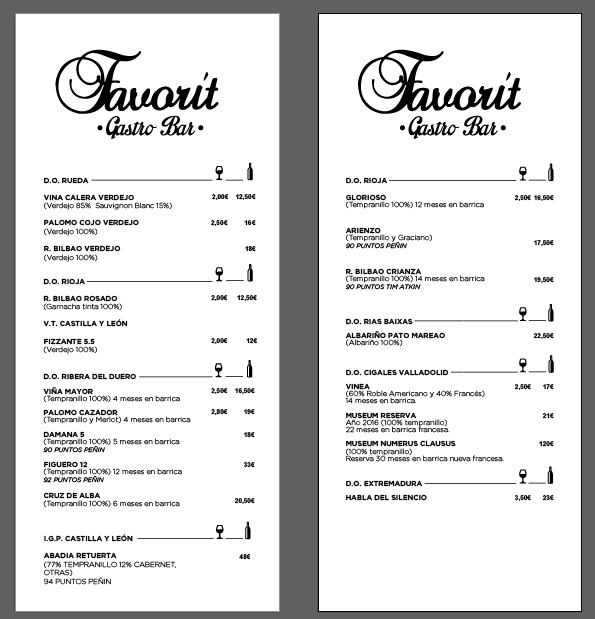 Favorit
• Gastro Bar •
D.O. RUEDA
VINA CALERA VERDEJO 2,00€ 12,50€
(Verdejo 85% Sauvignon Blanc 15%)
PALOMO COJO VERDEJO 2,50€ 16€
(Verdejo 100%)
R. BILBAO VERDEJO 18€
(Verdejo 100%)
D.O. RIOJA
R. BILBAO ROSADO 2,00€ 12,50€
(Garnacha tinta 100%)
V.T. CASTILLA Y LEÓN
FIZZANTE 5.5 2,00€ 12€
(Verdejo 100%)
D.O. RIBERA DEL DUERO
VIÑA MAYOR 2,50€ 16,50€
(Tempranillo 100%) 4 meses en barrica
PALOMO CAZADOR 2,80€ 19€
(Tempranillo y Merlot) 4 meses en barrica
DAMANA 5 18€
(Tempranillo 100%) 5 meses en barrica
90 PUNTOS PEÑIN
FIGUERO 12 33€
(Tempranillo 100%) 12 meses en barrica
92 PUNTOS PEÑIN
CRUZ DE ALBA 20,50€
(Tempranillo 100%) 6 meses en barrica
I.G.P. CASTILLA Y LEÓN
ABADIA RETUERTA 48€
(77% TEMPRANILLO 12% CABERNET,
OTRAS)
94 PUNTOS PEÑIN
Favorit
• Gastro Bar •
D.O. RIOJA
GLORIOSO 2,50€ 16,50€
(Tempranillo 100%) 12 meses en barrica
ARIENZO
(Tempranillo y Graciano) 17,50€
90 PUNTOS PEÑIN
R. BILBAO CRIANZA
(Tempranillo 100%) 14 meses en barrica 19,50€
90 PUNTOS TIM ATKIN
D.O. RIAS BAIXAS
ALBARIÑO PATO MAREAO 22,50€
(Albariño 100%)
D.O. CIGALES VALLADOLID
VINEA 2,50€ 17€
(60% Roble Americano y 40% Francés)
14 meses en barrica.
MUSEUM RESERVA 21€
Año 2016 (100% tempranillo)
22 meses en barrica francesa.
MUSEUM NUMERUS CLAUSUS 120€
(100% tempranillo)
Reserva 30 meses en barrica nueva francesa.
D.O. EXTREMADURA
HABLA DEL SILENCIO 3,50€ 23€